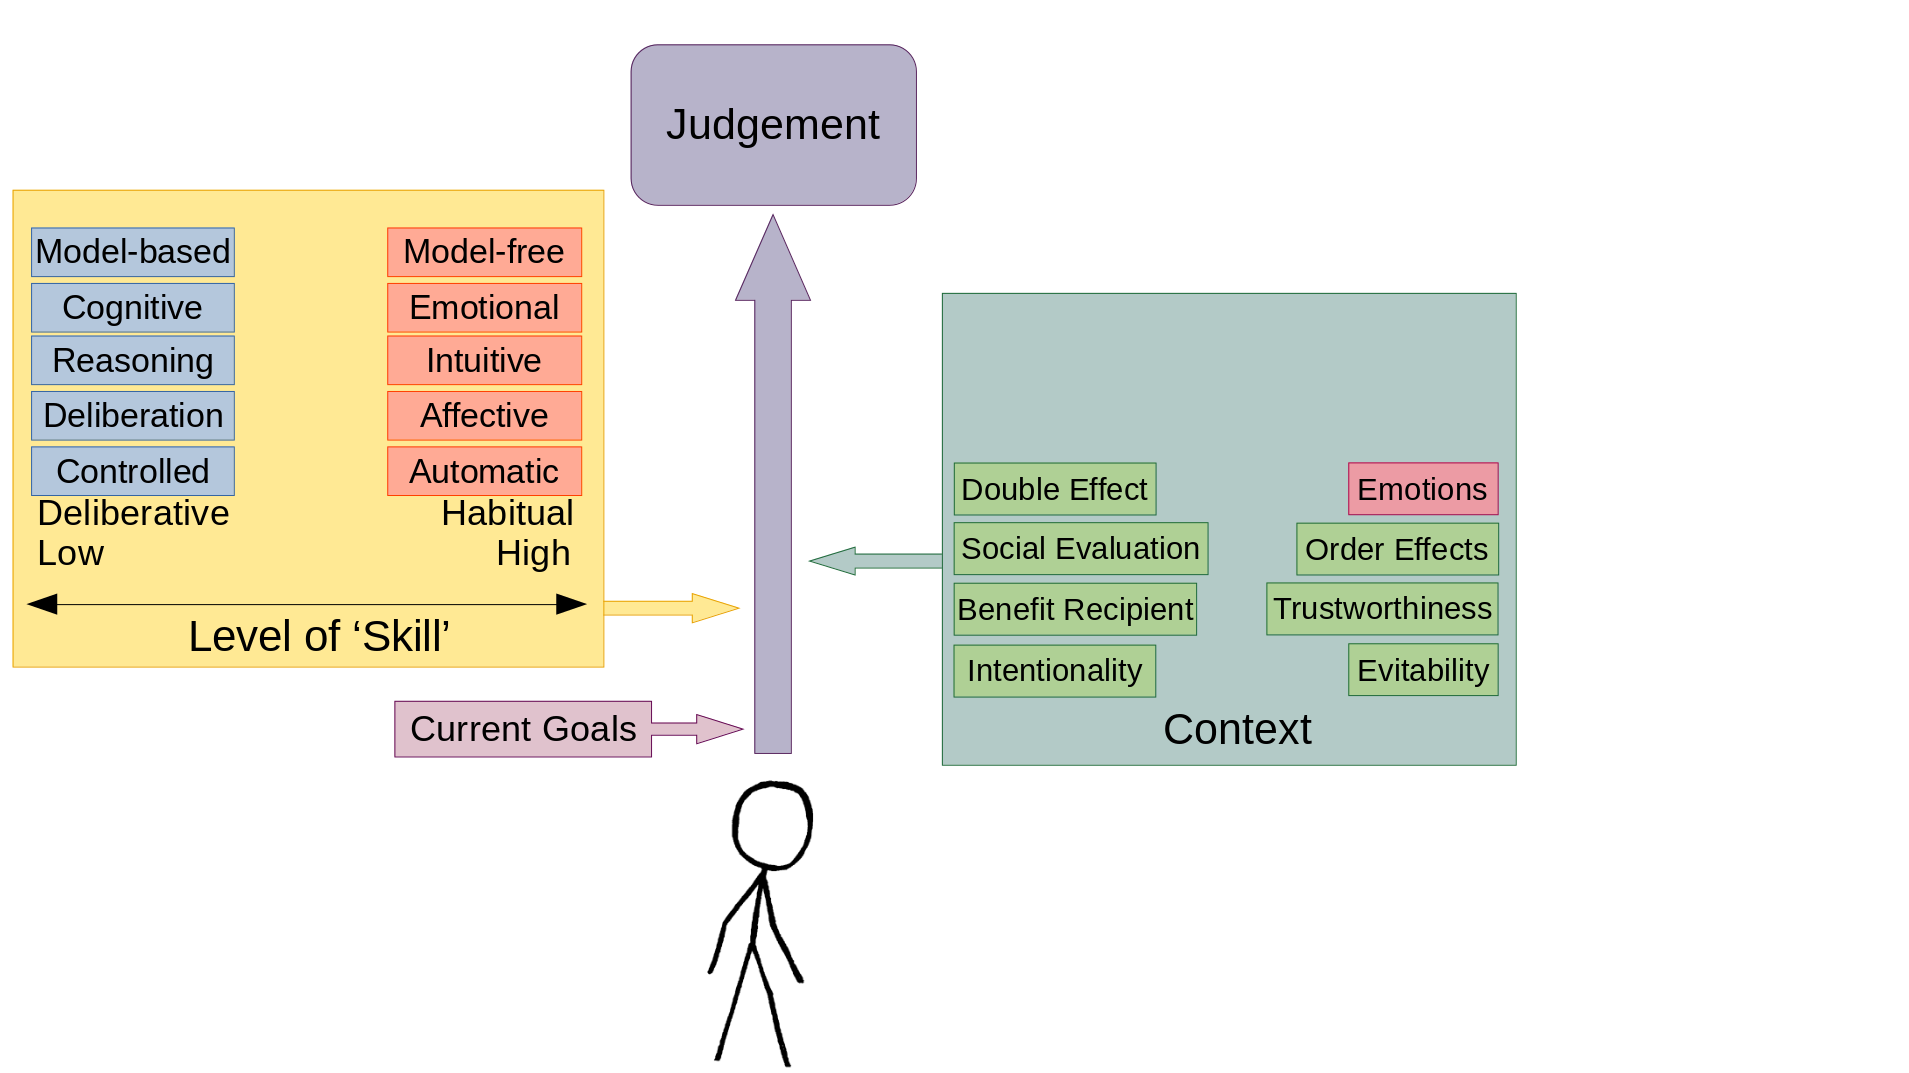 Judgement
Model-based
Model-free
Cognitive
Emotional
Reasoning
Intuitive
Deliberation
Affective
Controlled
Automatic
Deliberative
Habitual
Low
High
Level of ‘Skill’
Current Goals
Double Effect
Emotions
Social Evaluation
Order Effects
Benefit Recipient
Trustworthiness
Intentionality
Evitability
Context